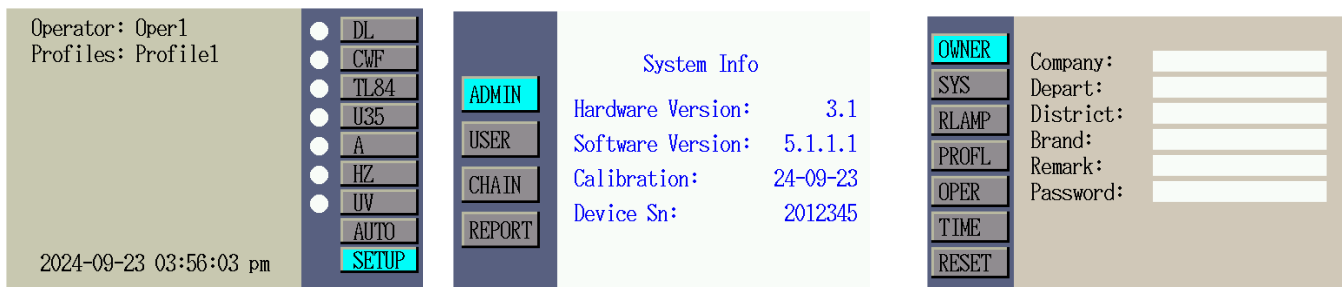 Operator: Oper1
Profiles: Profile1
DL
CWF
TL84
U35
A
HZ
UV
AUTO
SETUP
2024-09-23 03:56:03 pm
ADMIN
USER
CHAIN
REPORT
System Info
Hardware Version: 3.1
Software Version: 5.1.1.1
Calibration: 24-09-23
Device Sn: 2012345
OWNER
SYS
RLAMP
PROFL
OPER
TIME
RESET
Company:
Depart:
District:
Brand:
Remark:
Password: